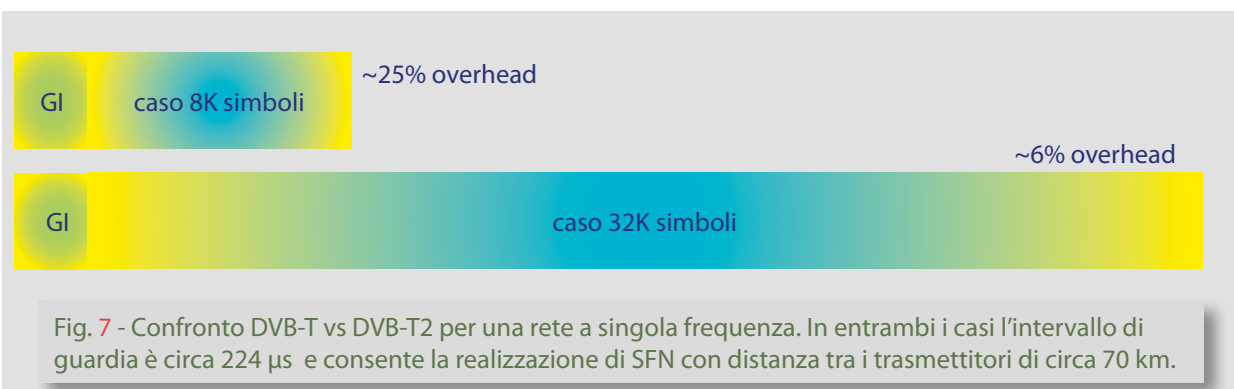 GI
caso 8K simboli
~25% overhead
~6% overhead
GI
caso 32K simboli
Fig. 7 - Confronto DVB-T vs DVB-T2 per una rete a singola frequenza. In entrambi i casi l’intervallo di
guardia è circa 224 µs e consente la realizzazione di SFN con distanza tra i trasmettitori di circa 70 km.